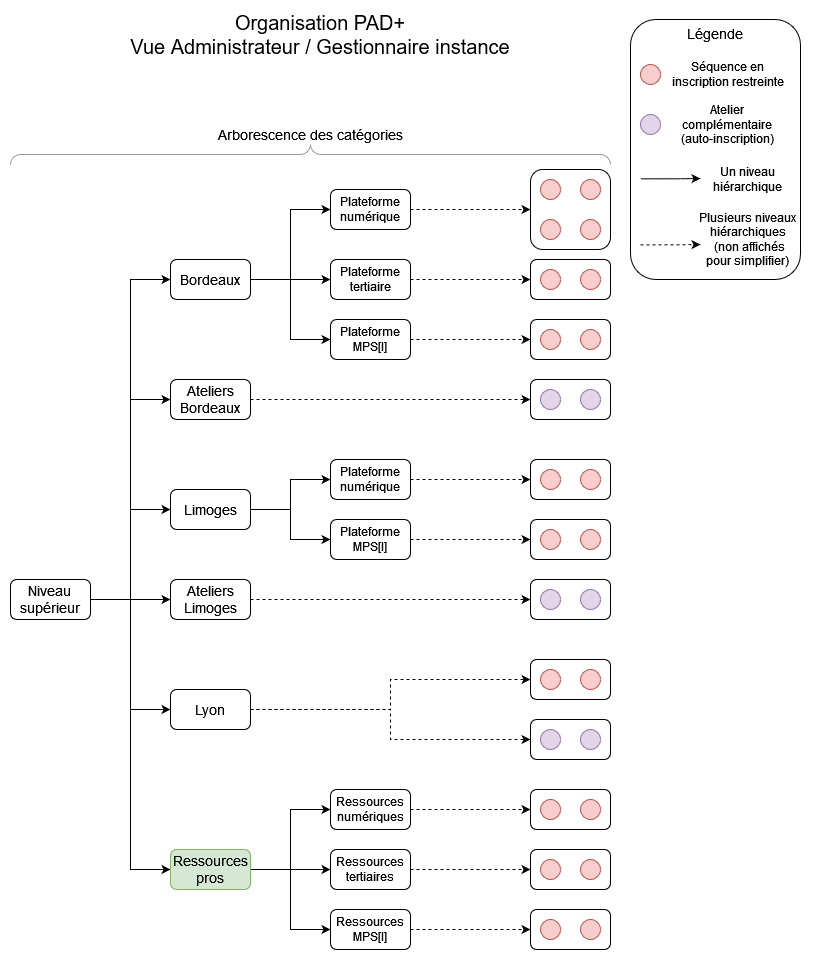 Organisation PAD+
Vue Administrateur / Gestionnaire instance
Légende
Séquence en
inscription restreinte
Atelier
complémentaire
(auto-inscription)
Un niveau
hiérarchique
Plusieurs niveaux
hiérarchiques
(non affichés
pour simplifier)
Arborescence des catégories
Niveau
supérieur
Bordeaux
Plateforme
numérique
Plateforme
tertiaire
Plateforme
MPS[I]
Ateliers
Bordeaux
Limoges
Plateforme
numérique
Plateforme
MPS[I]
Ateliers
Limoges
Lyon
Ressources
pros
Ressources
numériques
Ressources
tertiaires
Ressources
MPS[I]